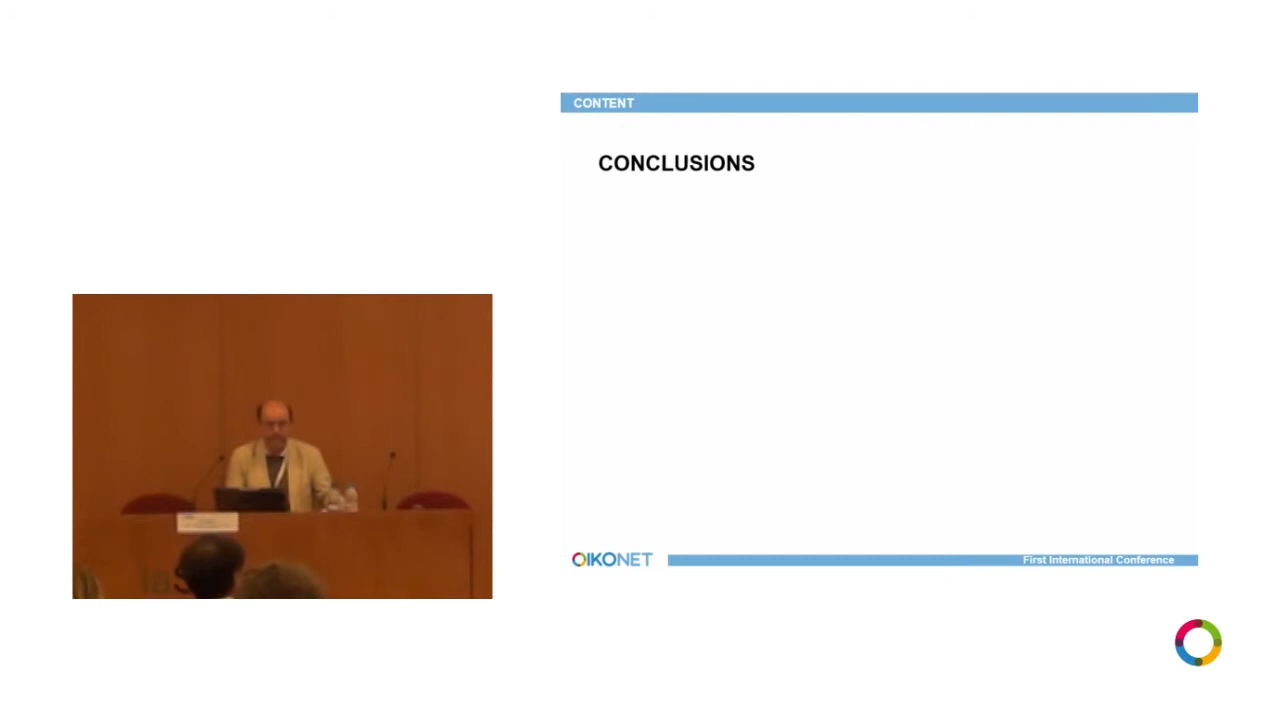 CONTENT
CONCLUSIONS
OIKONET
First International Conference